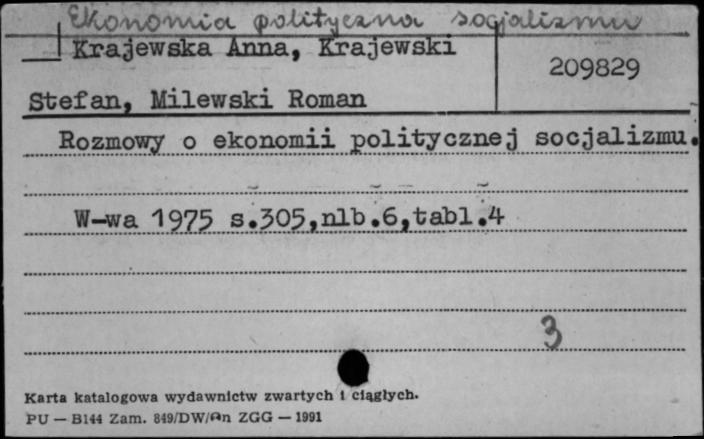 Ekonomia polityczna socjalizmu
Krajewska Anna, Krajewski
209829
Stefan, Milewski Roman
Rozmowy o ekonomii politycznej socjalizmu.
W-wa 1975 s.305,nlb.6,tabl.4
3
Karta katalogowa wydawnictw zwartych i ciągłych.
PU — B144 Zam. 849/DW/An ZGG — 1991